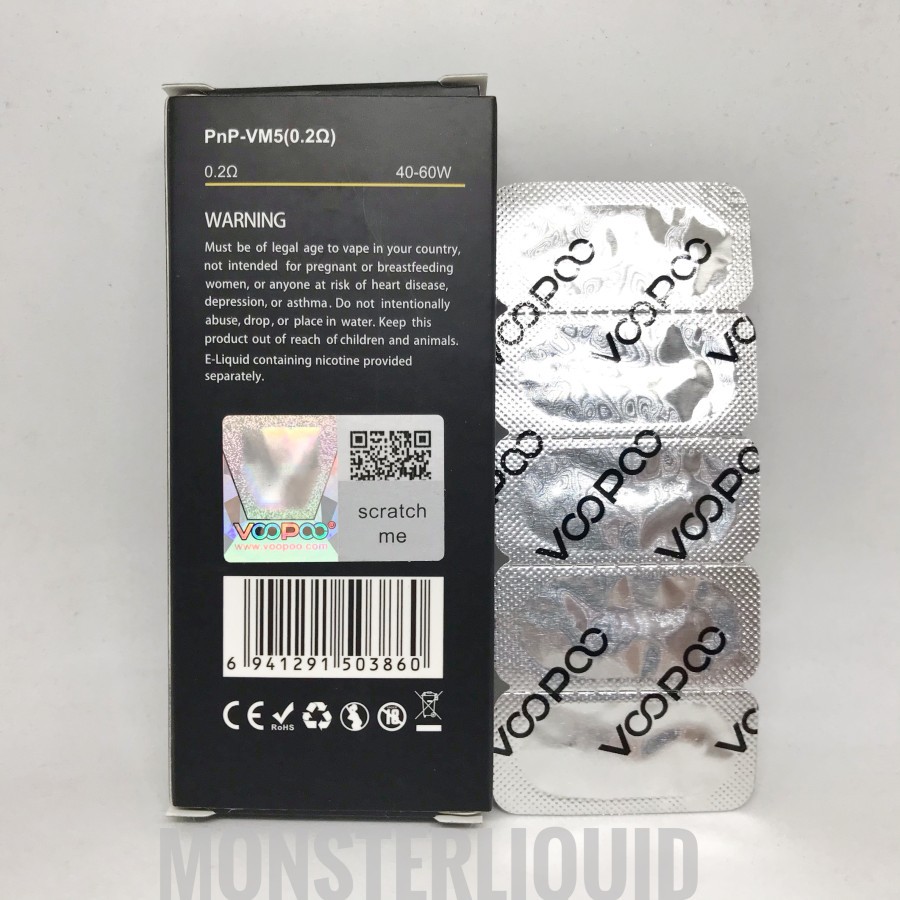 PnP-VM5(0.2Ω)
0.2Ω 40-60W
WARNING
Must be of legal age to vape in your country,
not intended for pregnant or breastfeeding
women, or anyone at risk of heart disease,
depression, or asthma. Do not intentionally
abuse, drop, or place in water. Keep this
product out of reach of children and animals.
E-Liquid containing nicotine provided
separately.
VOOPOO®
www.voopoo.com
scratch
me
6 941291 503860
CE RoHS 18
VOOPOO VOOPOO
VOOPOO
VOOPOO VOOPOO
VOOPOO VOOPOO
MONSTERLIQUID